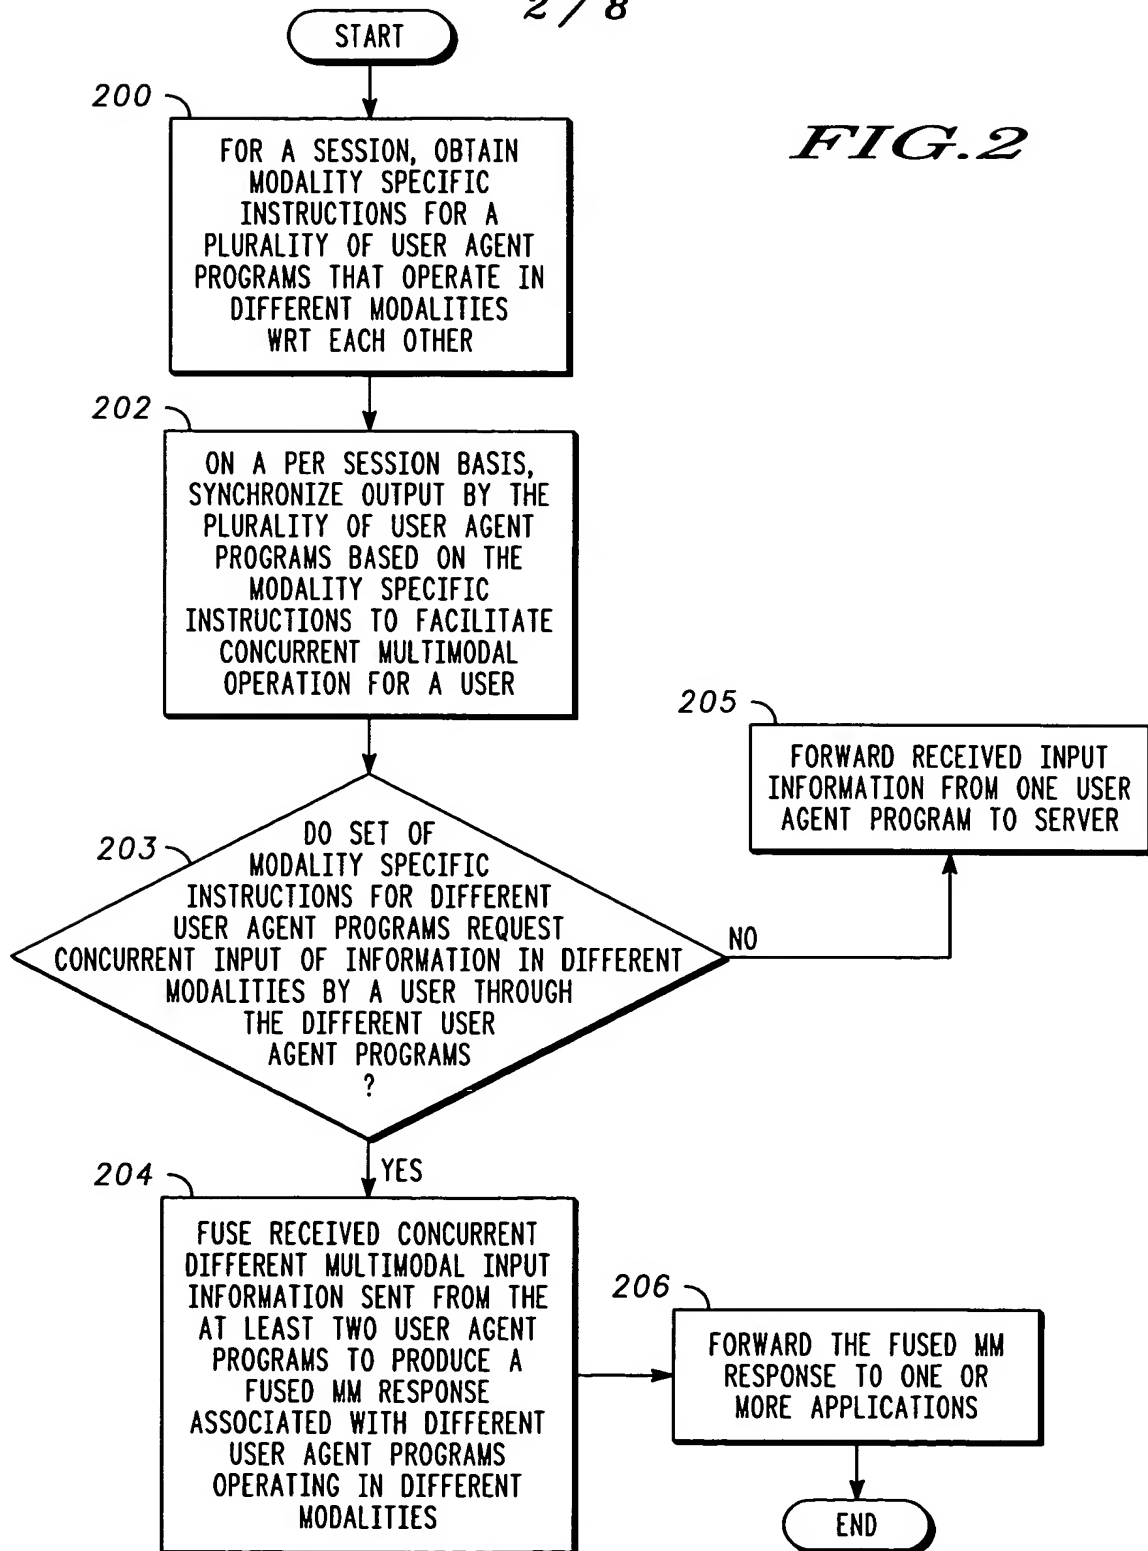 2/8
START
200
FOR A SESSION, OBTAIN
MODALITY SPECIFIC
INSTRUCTIONS FOR A
PLURALITY OF USER AGENT
PROGRAMS THAT OPERATE IN
DIFFERENT MODALITIES
WRT EACH OTHER
FIG.2
202
ON A PER SESSION BASIS,
SYNCHRONIZE OUTPUT BY THE
PLURALITY OF USER AGENT
PROGRAMS BASED ON THE
MODALITY SPECIFIC
INSTRUCTIONS TO FACILITATE
CONCURRENT MULTIMODAL
OPERATION FOR A USER
203
DO SET OF
MODALITY SPECIFIC
INSTRUCTIONS FOR DIFFERENT
USER AGENT PROGRAMS REQUEST
CONCURRENT INPUT OF INFORMATION IN DIFFERENT
MODALITIES BY A USER THROUGH
THE DIFFERENT USER
AGENT PROGRAMS
?
NO
205
FORWARD RECEIVED INPUT
INFORMATION FROM ONE USER
AGENT PROGRAM TO SERVER
YES
204
FUSE RECEIVED CONCURRENT
DIFFERENT MULTIMODAL INPUT
INFORMATION SENT FROM THE
AT LEAST TWO USER AGENT
PROGRAMS TO PRODUCE A
FUSED MM RESPONSE
ASSOCIATED WITH DIFFERENT
USER AGENT PROGRAMS
OPERATING IN DIFFERENT
MODALITIES
206
FORWARD THE FUSED MM
RESPONSE TO ONE OR
MORE APPLICATIONS
END